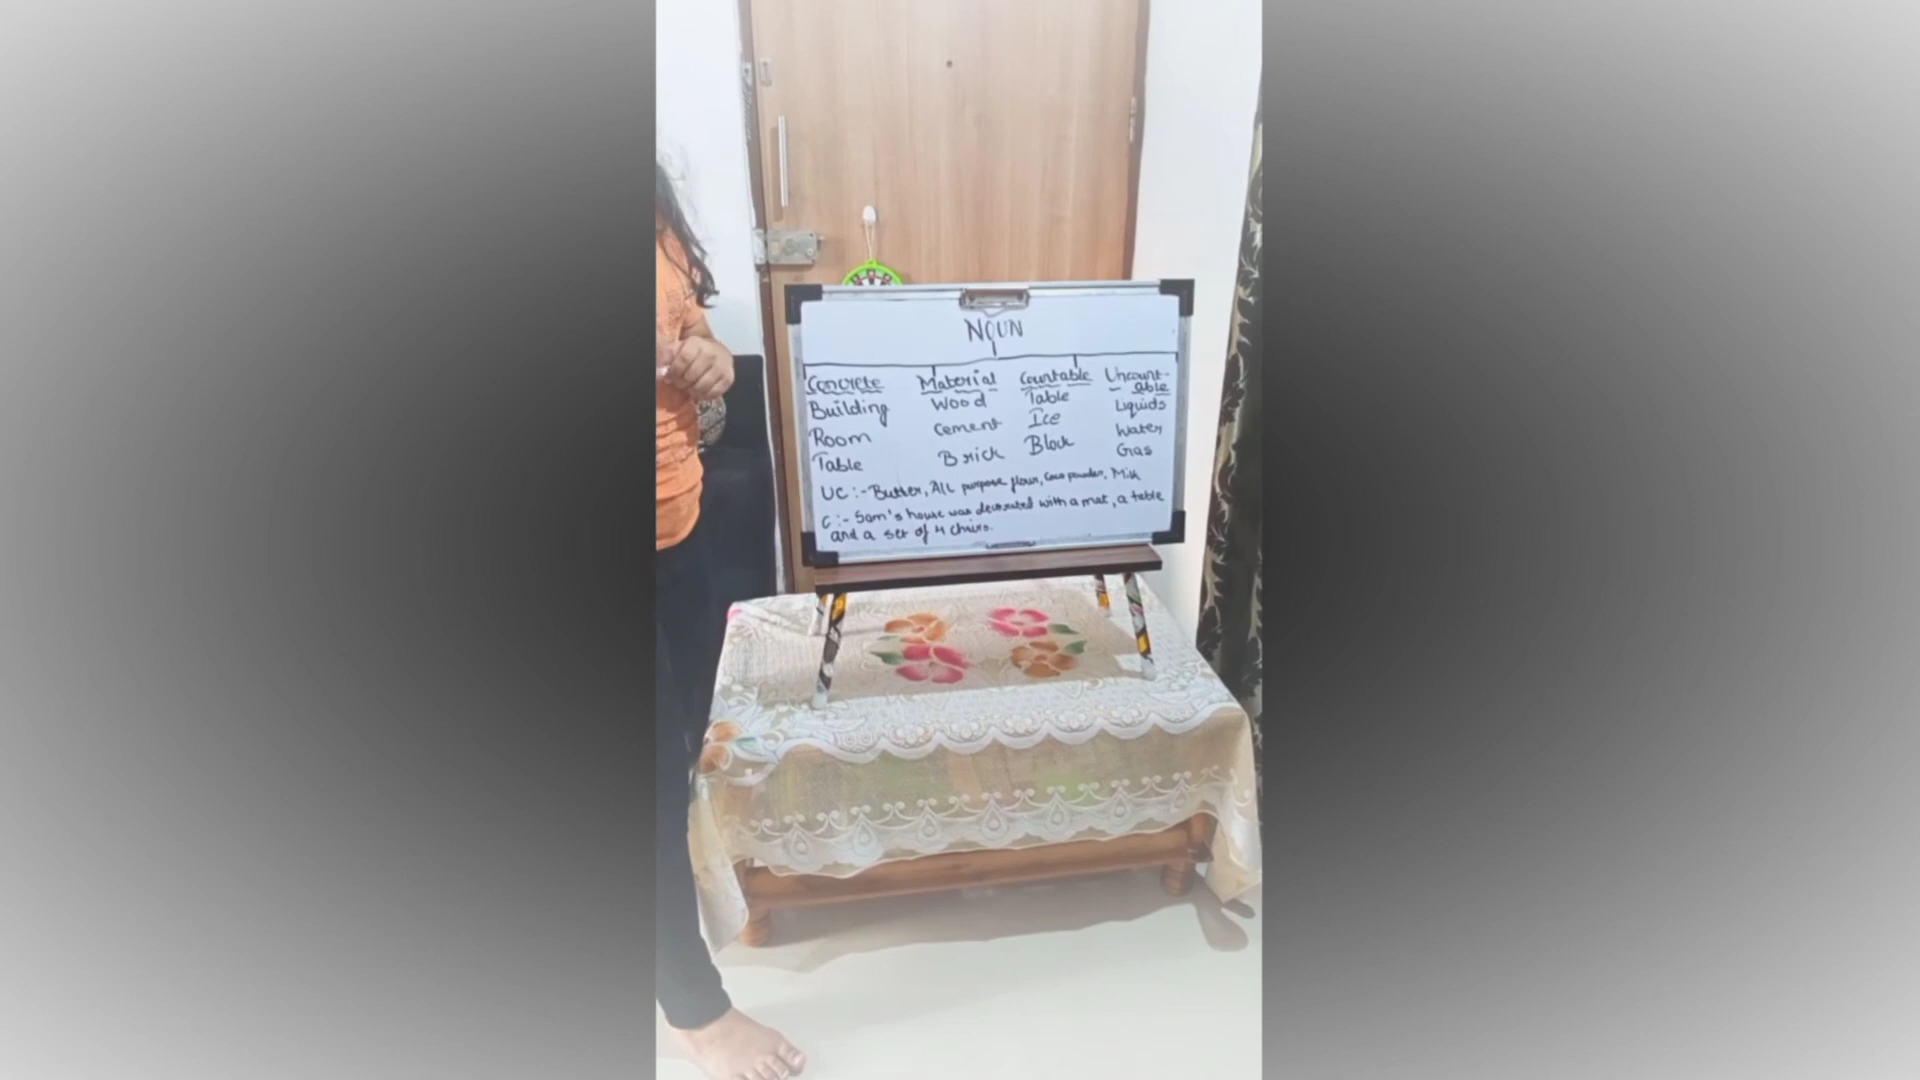 NOUN
Concrete Material Countable Uncount-
able
Building Wood Table Liquids
Room Cement Ice Water
Table Brick Block Gas
UC :- Butter, All purpose flour, Coco powder, Milk
C :- Sam's house was decorated with a mat, a table
and a set of 4 chairs.